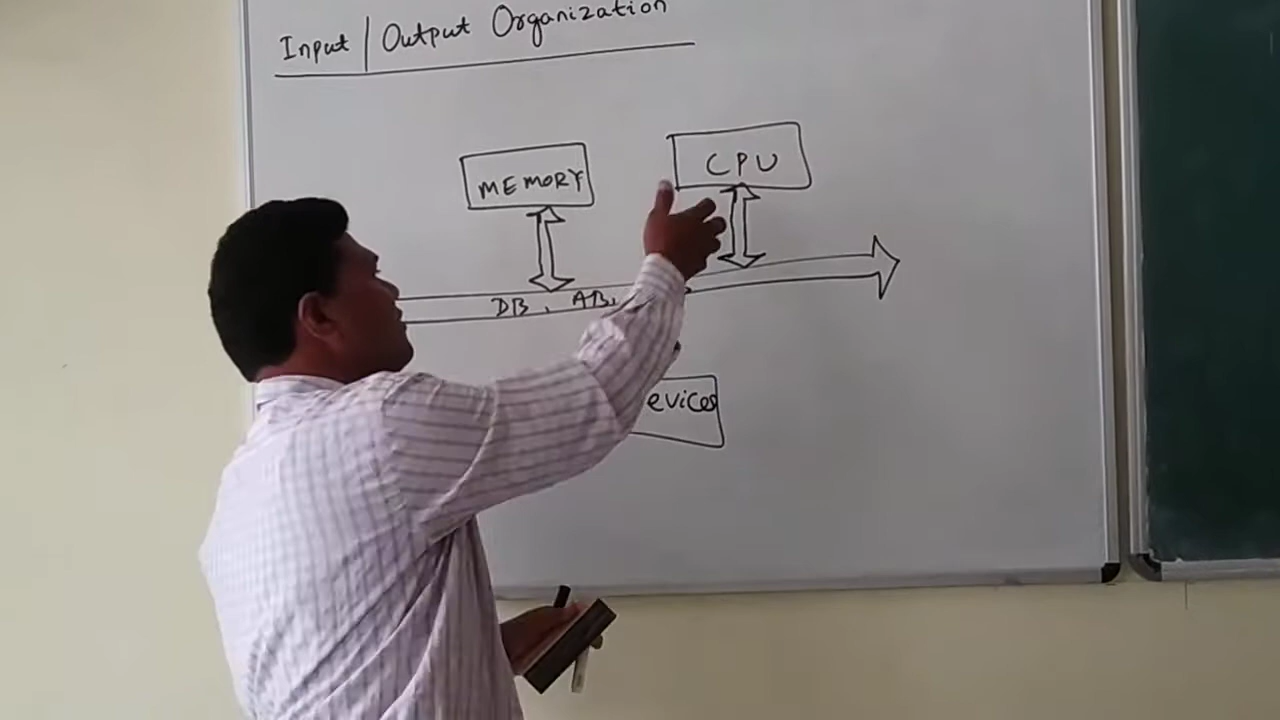 Input / Output Organization
MEMORY
CPU
DB, AB,
evices